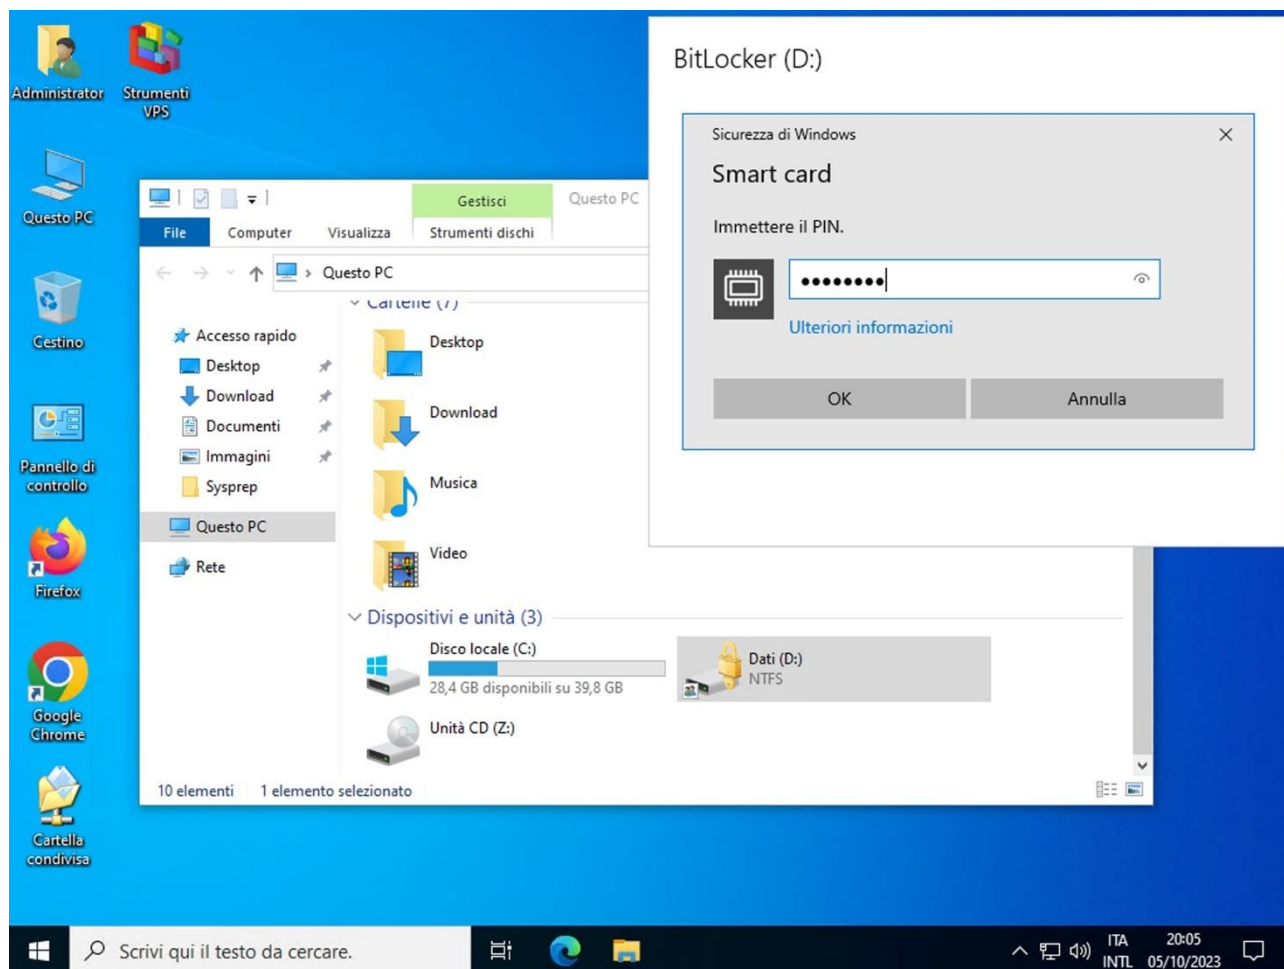 Administrator
Strumenti
VPS
Questo PC
Cestino
Pannello di
controllo
Firefox
Google
Chrome
Cartella
condivisa
Gestisci
Questo PC
File
Computer
Visualizza
Strumenti dischi
Questo PC
Accesso rapido
Desktop
Download
Documenti
Immagini
Sysprep
Questo PC
Rete
Cartelle (7)
Desktop
Download
Musica
Video
Dispositivi e unità (3)
Disco locale (C:)
28,4 GB disponibili su 39,8 GB
Dati (D:)
NTFS
Unità CD (Z:)
10 elementi
1 elemento selezionato
BitLocker (D:)
Sicurezza di Windows
Smart card
Immettere il PIN.
Ulteriori informazioni
OK
Annulla
Scrivi qui il testo da cercare.
ITA
INTL
20:05
05/10/2023